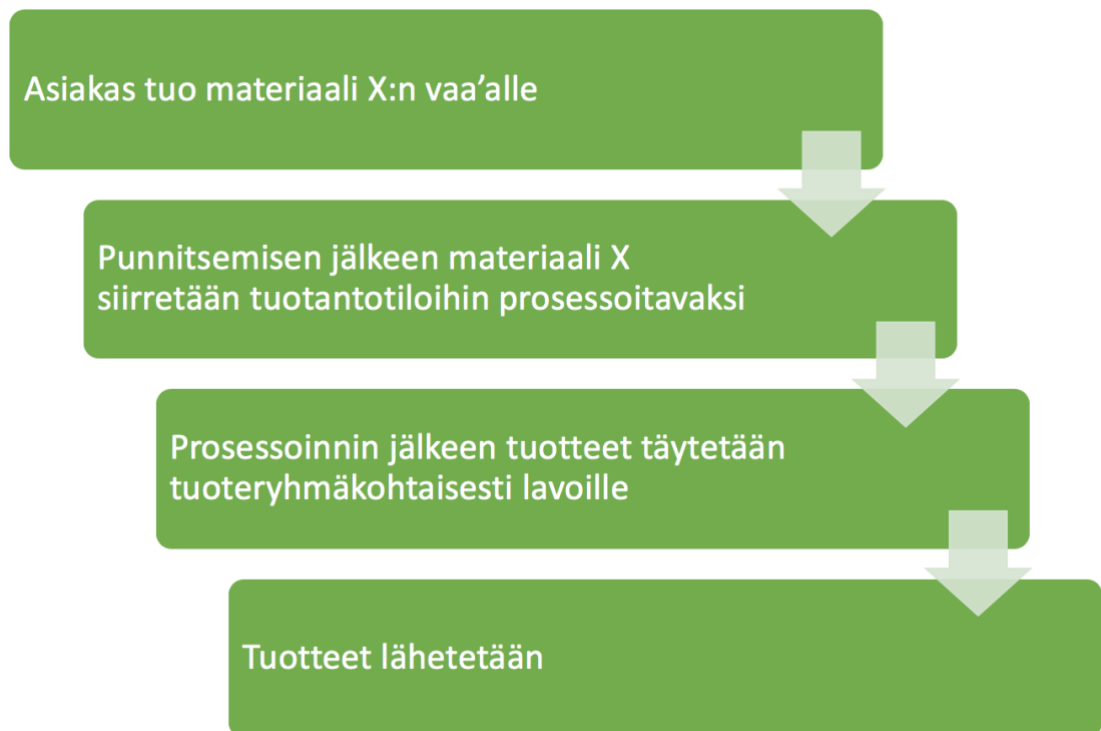 Asiakas tuo materiaali X:n vaa’alle
Punnitsemisen jälkeen materiaali X
siirretään tuotantotiloihin prosessoitavaksi
Prosessoinnin jälkeen tuotteet täytetään
tuoteryhmäkohtaisesti lavoille
Tuotteet lähetetään